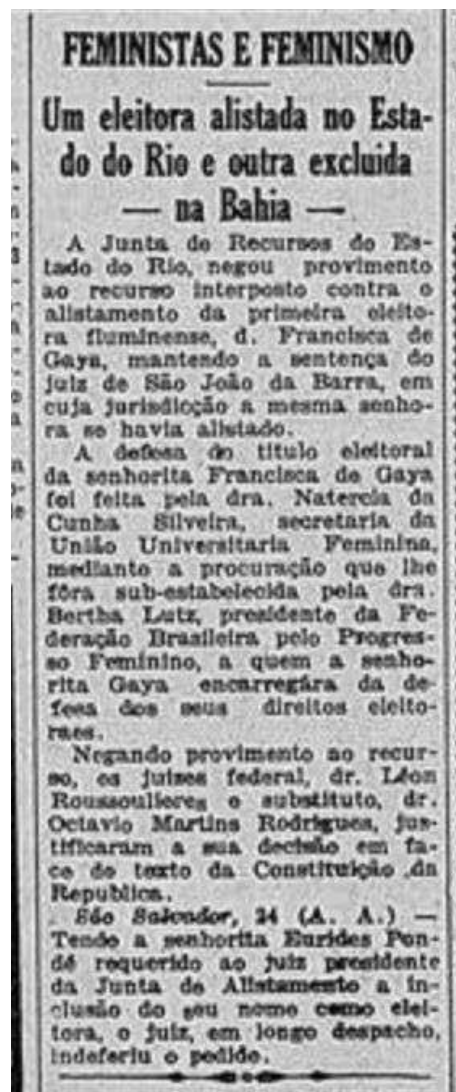 FEMINISTAS E FEMINISMO
Um eleitora alistada no Esta-
do do Rio e outra excluida
— na Bahia —
A Junta de Recursos do Es-
tado do Rio, negou provimento
ao recurso interposto contra o
alistamento da primeira eleito-
ra fluminense, d. Francisca de
Gaya, mantendo a sentença do
juiz de São João da Barra, em
cuja jurisdicção a mesma senho-
ra se havia alistado.
A defesa do titulo eleitoral
da senhorita Francisca de Gaya
foi feita pela dra. Natercia da
Cunha Silveira, secretaria da
União Universitaria Feminina,
mediante a procuração que lhe
fôra sub-estabelecida pela dra.
Bertha Lutz, presidente da Fe-
deração Brasileira pelo Progres-
so Feminino, a quem a senho-
rita Gaya encarregára da de-
fesa dos seus direitos eleito-
raes.
Negando provimento ao recur-
so, os juizes federal, dr. Léon
Roussoulieres e substituto, dr.
Octavio Martins Rodrigues, jus-
tificaram a sua decisão em fa-
ce do texto da Constituição da
Republica.
São Salvador, 24 (A. A.) —
Tendo a senhorita Eurides Pon-
dé requerido ao juiz presidente
da Junta de Alistamento a in-
clusão do seu nome como elei-
tora, o juiz, em longo despacho,
indeferiu o pedido.